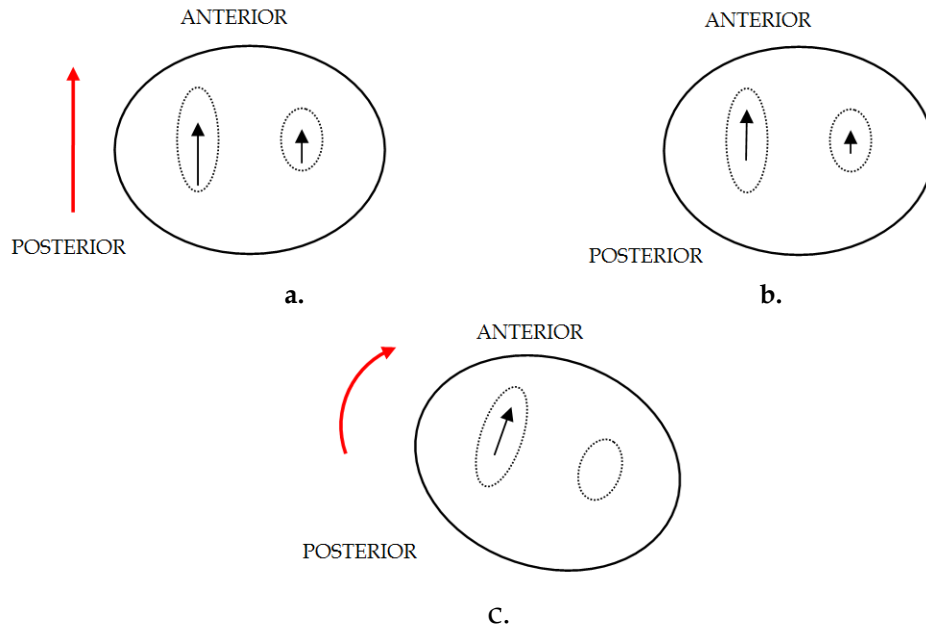 ANTERIOR
POSTERIOR
a.
ANTERIOR
POSTERIOR
b.
ANTERIOR
POSTERIOR
c.